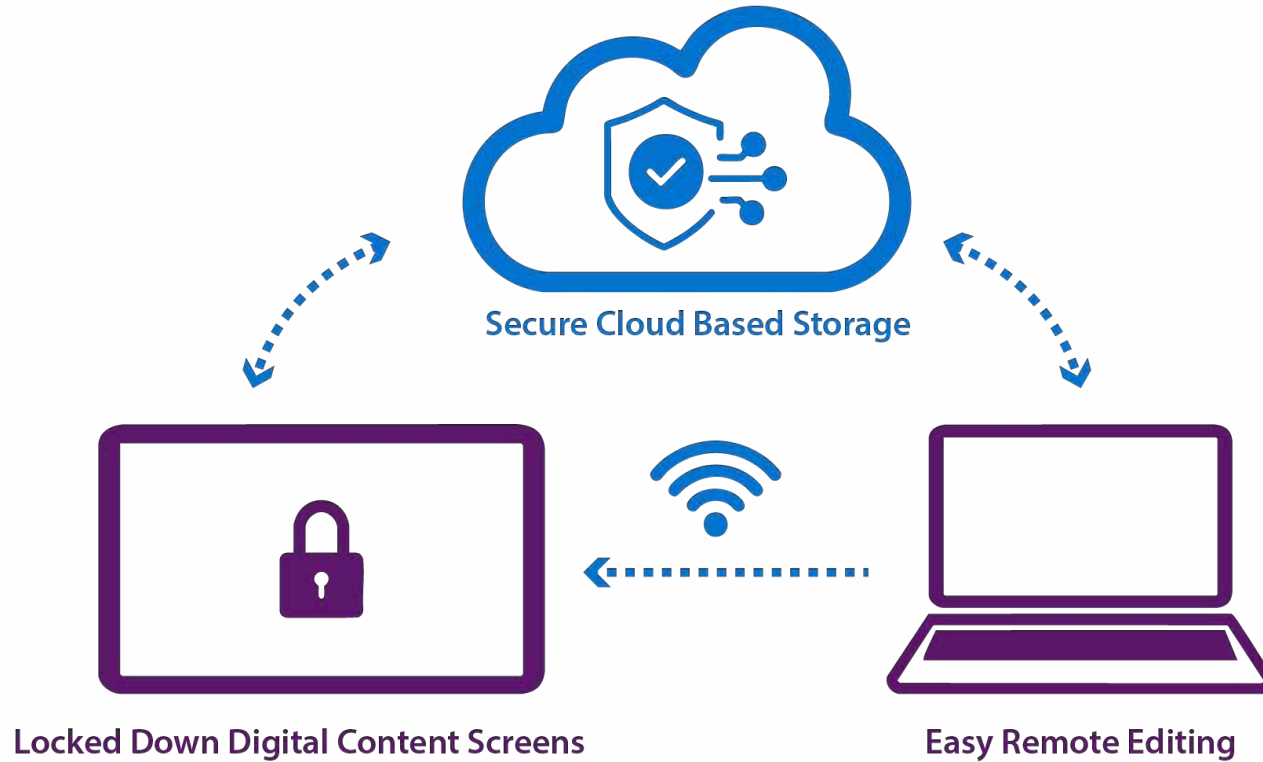 Secure Cloud Based Storage
Locked Down Digital Content Screens
Easy Remote Editing